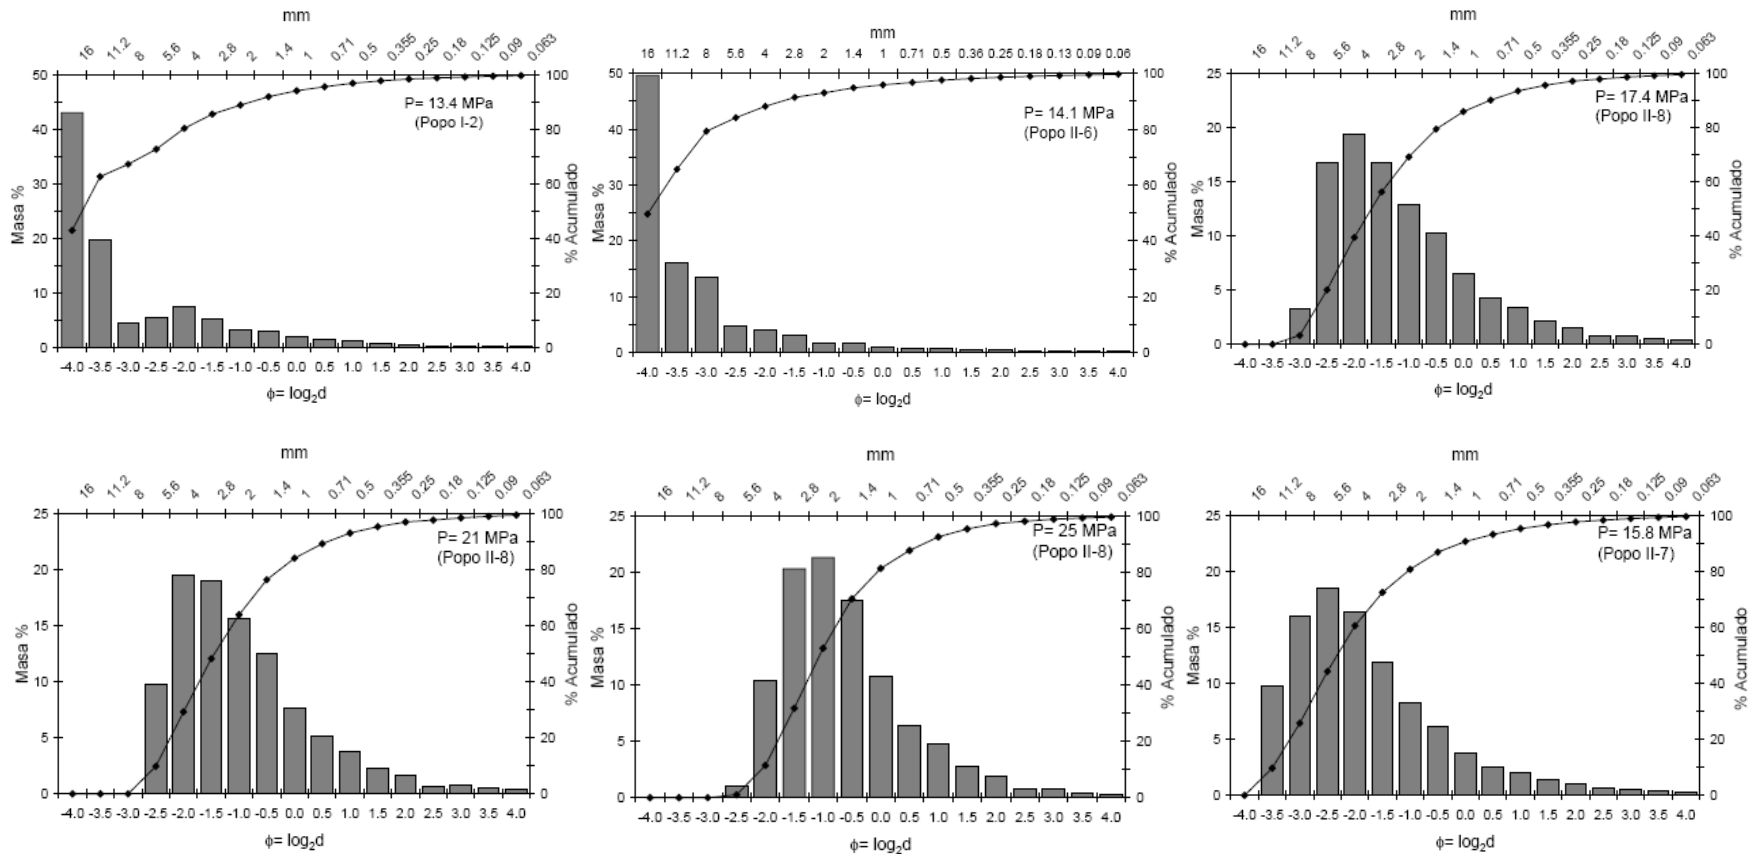 mm
16 11.2 8 5.6 4 2.8 2 1.4 1 0.71 0.5 0.355 0.25 0.18 0.125 0.09 0.063
50 40 30 20 10 0
Masa %
100 80 60 40 20 0
% Acumulado
P= 13.4 MPa
(Popo I-2)
-4.0 -3.5 -3.0 -2.5 -2.0 -1.5 -1.0 -0.5 0.0 0.5 1.0 1.5 2.0 2.5 3.0 3.5 4.0
ϕ= log₂d
mm
16 11.2 8 5.6 4 2.8 2 1.4 1 0.71 0.5 0.36 0.25 0.18 0.13 0.09 0.06
50 40 30 20 10 0
Masa %
100 80 60 40 20 0
% Acumulado
P= 14.1 MPa
(Popo II-6)
-4.0 -3.5 -3.0 -2.5 -2.0 -1.5 -1.0 -0.5 0.0 0.5 1.0 1.5 2.0 2.5 3.0 3.5 4.0
ϕ= log₂d
mm
16 11.2 8 5.6 4 2.8 2 1.4 1 0.71 0.5 0.355 0.25 0.18 0.125 0.09 0.063
25 20 15 10 5 0
Masa %
100 80 60 40 20 0
% Acumulado
P= 17.4 MPa
(Popo II-8)
-4.0 -3.5 -3.0 -2.5 -2.0 -1.5 -1.0 -0.5 0.0 0.5 1.0 1.5 2.0 2.5 3.0 3.5 4.0
ϕ= log₂d
mm
16 11.2 8 5.6 4 2.8 2 1.4 1 0.71 0.5 0.355 0.25 0.18 0.125 0.09 0.063
25 20 15 10 5 0
Masa %
100 80 60 40 20 0
% Acumulado
P= 21 MPa
(Popo II-8)
-4.0 -3.5 -3.0 -2.5 -2.0 -1.5 -1.0 -0.5 0.0 0.5 1.0 1.5 2.0 2.5 3.0 3.5 4.0
ϕ= log₂d
mm
16 11.2 8 5.6 4 2.8 2 1.4 1 0.71 0.5 0.355 0.25 0.18 0.125 0.09 0.063
25 20 15 10 5 0
Masa %
100 80 60 40 20 0
% Acumulado
P= 25 MPa
(Popo II-8)
-4.0 -3.5 -3.0 -2.5 -2.0 -1.5 -1.0 -0.5 0.0 0.5 1.0 1.5 2.0 2.5 3.0 3.5 4.0
ϕ= log₂d
mm
16 11.2 8 5.6 4 2.8 2 1.4 1 0.71 0.5 0.355 0.25 0.18 0.125 0.09 0.063
25 20 15 10 5 0
Masa %
100 80 60 40 20 0
% Acumulado
P= 15.8 MPa
(Popo II-7)
-4.0 -3.5 -3.0 -2.5 -2.0 -1.5 -1.0 -0.5 0.0 0.5 1.0 1.5 2.0 2.5 3.0 3.5 4.0
ϕ= log₂d